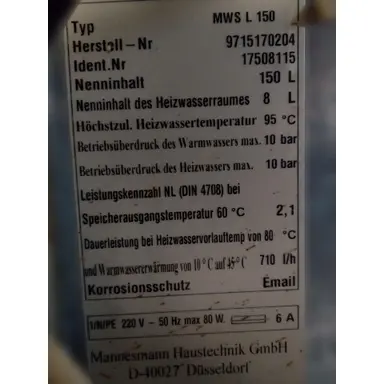 Typ MWS L 150
Herstell-Nr 9715170204
Ident.Nr 17508115
Nenninhalt 150 L
Nenninhalt des Heizwasserraumes 8 L
Höchstzul. Heizwassertemperatur 95 °C
Betriebsüberdruck des Warmwassers max. 10 bar
Betriebsüberdruck des Heizwassers max. 10 bar
Leistungskennzahl NL (DIN 4708) bei
Speicherausgangstemperatur 60 °C 2,1
Dauerleistung bei Heizwasservorlauftemp von 80 °C
und Warmwassererwärmung von 10°C auf 45°C 710 l/h
Korrosionsschutz Email
1/N/PE 220 V - 50 Hz max 80 W. 6 A
Mannesmann Haustechnik GmbH
D-40027 Düsseldorf